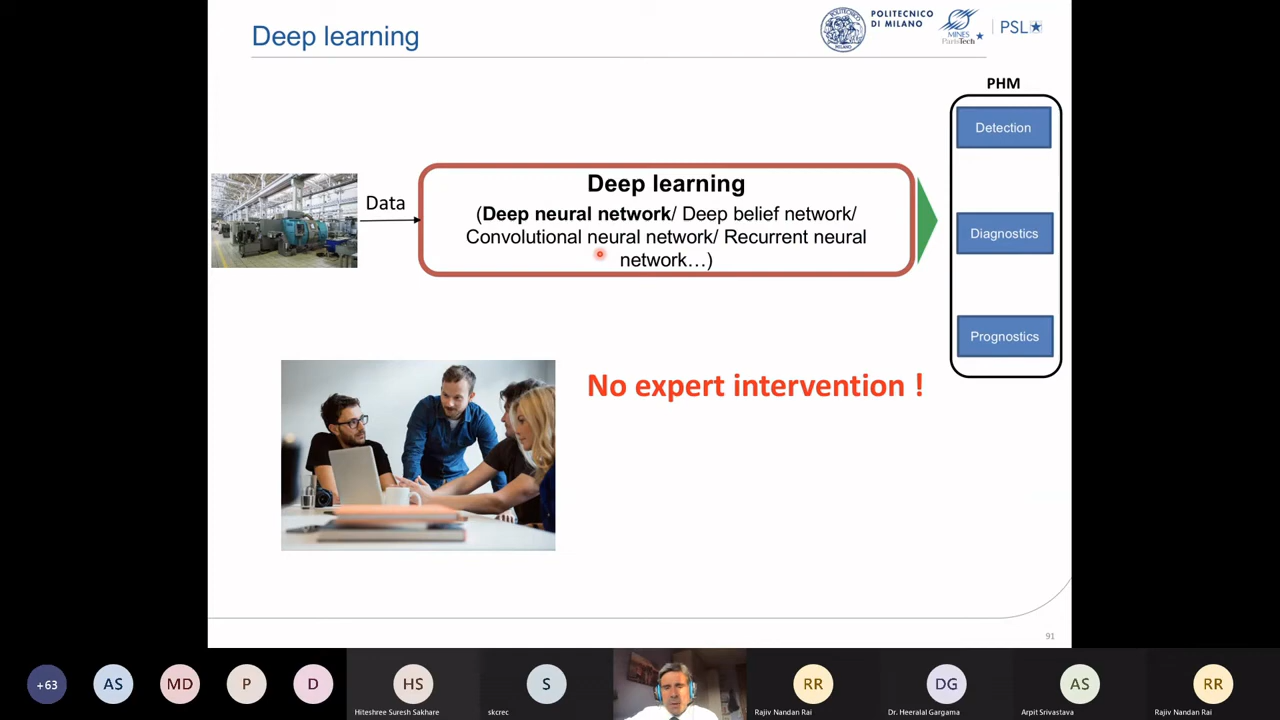 Deep learning
POLITECNICO
DI MILANO
MINES
ParisTech
PSL
PHM
Detection
Data
Deep learning
(Deep neural network/ Deep belief network/
Convolutional neural network/ Recurrent neural
network…)
Diagnostics
Prognostics
No expert intervention !
91
+63
AS
MD
P
D
HS
S
RR
DG
AS
RR
Hiteshree Suresh Sakhare
skcrec
Rajiv Nandan Rai
Dr. Heeralal Gargama
Arpit Srivastava
Rajiv Nandan Rai